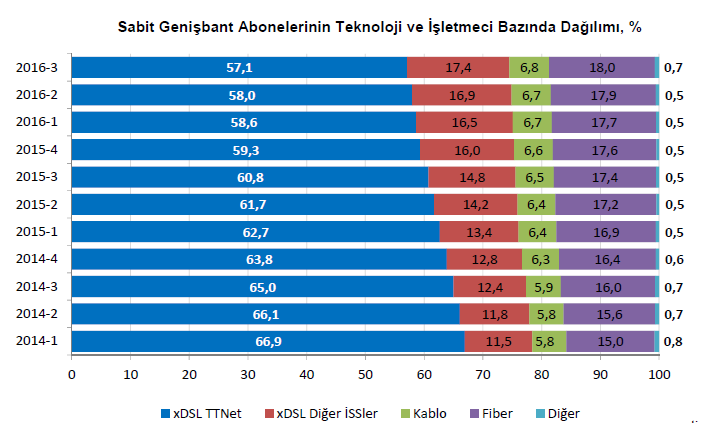 Sabit Genişbant Abonelerinin Teknoloji ve İşletmeci Bazında Dağılımı, %
2016-3 57,1 17,4 6,8 18,0 0,7
2016-2 58,0 16,9 6,7 17,9 0,5
2016-1 58,6 16,5 6,7 17,7 0,5
2015-4 59,3 16,0 6,6 17,6 0,5
2015-3 60,8 14,8 6,5 17,4 0,5
2015-2 61,7 14,2 6,4 17,2 0,5
2015-1 62,7 13,4 6,4 16,9 0,5
2014-4 63,8 12,8 6,3 16,4 0,6
2014-3 65,0 12,4 5,9 16,0 0,7
2014-2 66,1 11,8 5,8 15,6 0,7
2014-1 66,9 11,5 5,8 15,0 0,8
0 10 20 30 40 50 60 70 80 90 100
xDSL TTNet xDSL Diğer İSSler Kablo Fiber Diğer